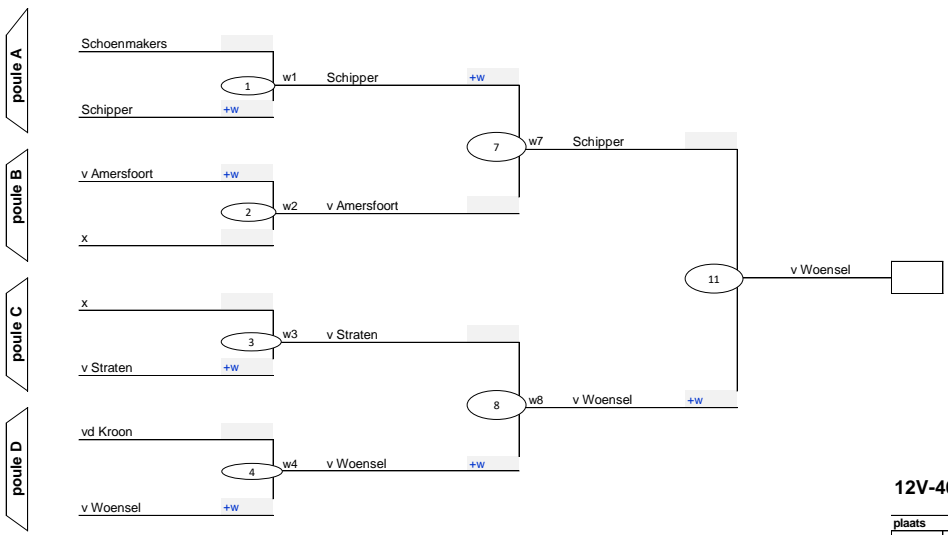 poule A
Schoenmakers
1
w1 Schipper +w
Schipper +w
7
w7 Schipper
poule B
v Amersfoort +w
2
w2 v Amersfoort
x
11
v Woensel
poule C
x
3
w3 v Straten
v Straten +w
8
w8 v Woensel +w
poule D
vd Kroon
4
w4 v Woensel +w
v Woensel +w
plaats